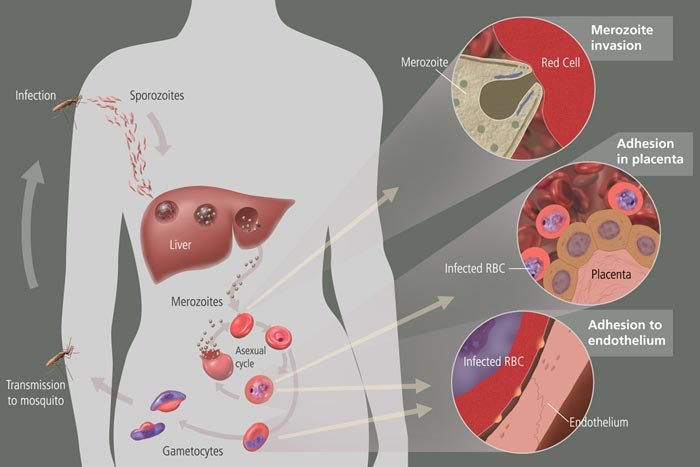 Merozoite
invasion
Merozoite
Red Cell
Infection
Sporozoites
Adhesion
in placenta
Liver
Infected RBC
Placenta
Merozoites
Adhesion to
endothelium
Asexual
cycle
Infected RBC
Transmission
to mosquito
Endothelium
Gametocytes